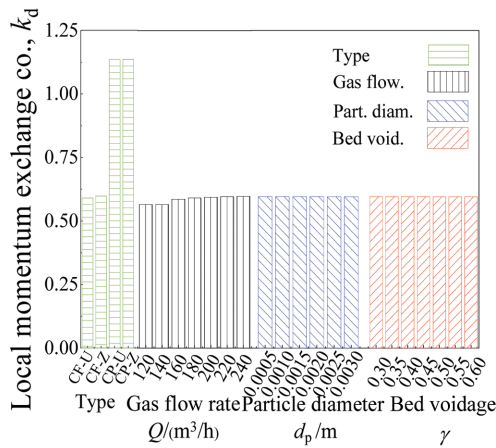 Local momentum exchange co., kd
1.25
1.00
0.75
0.50
0.25
0.00
Type
Gas flow.
Part. diam.
Bed void.
CF-U
CF-Z
CP-U
CP-Z
120
140
160
180
200
220
240
0.0005
0.0010
0.0015
0.0020
0.0025
0.0030
0.30
0.35
0.40
0.45
0.50
0.55
0.60
Type
Gas flow rate
Particle diameter
Bed voidage
Q/(m³/h)
dp/m
γ